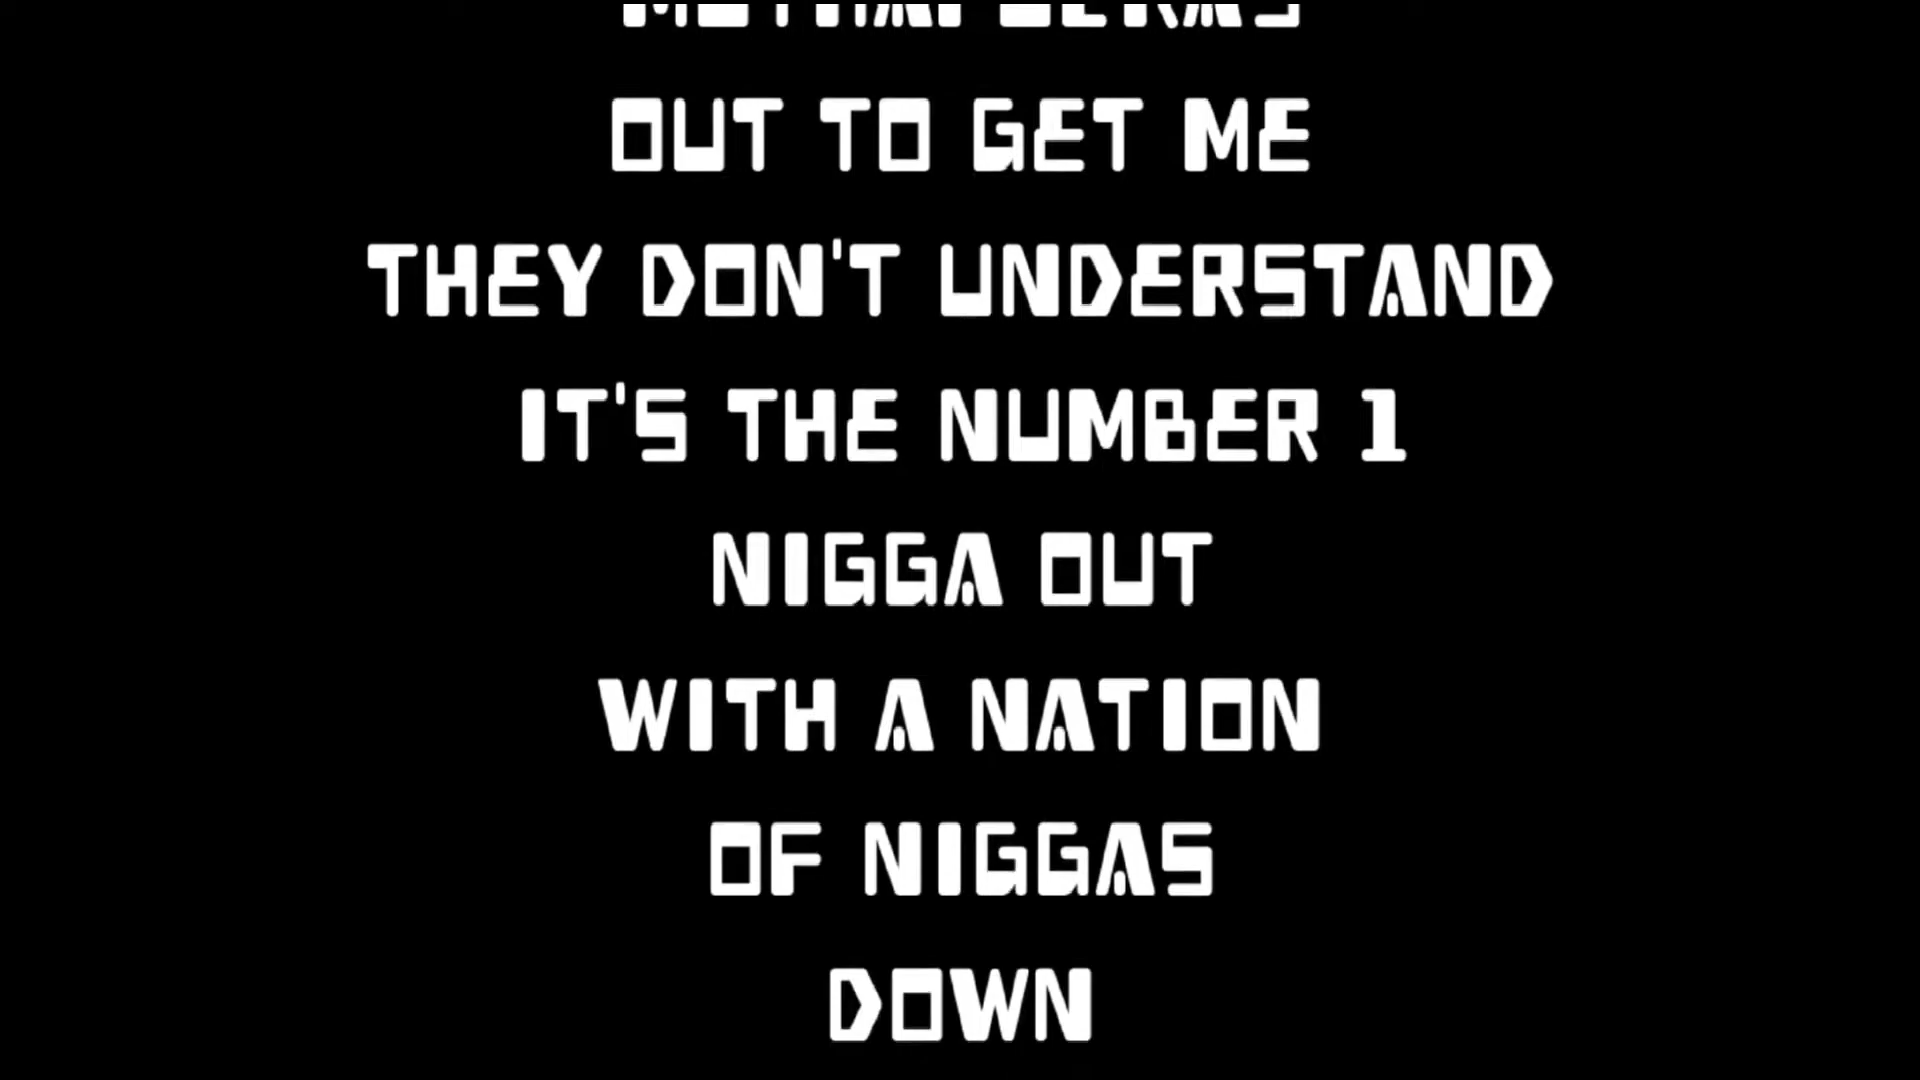 OUT TO GET ME
THEY DON'T UNDERSTAND
IT'S THE NUMBER 1
NIGGA OUT
WITH A NATION
OF NIGGAS
DOWN